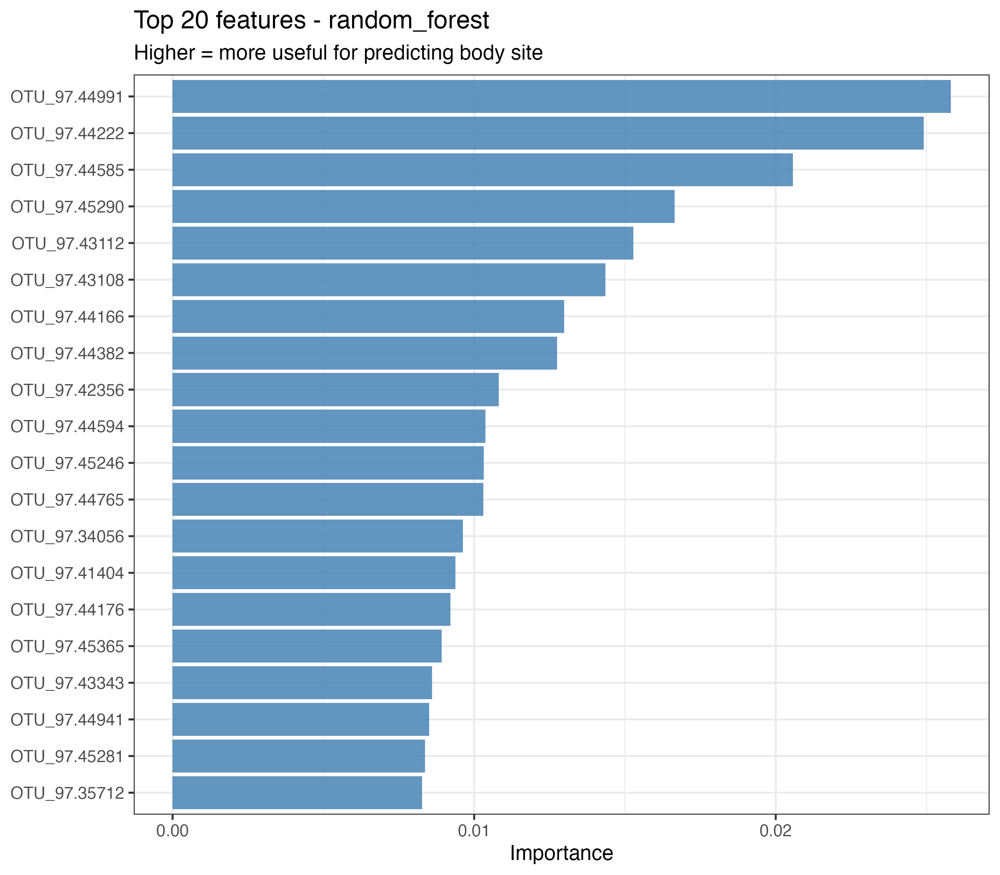 Top 20 features - random_forest
Higher = more useful for predicting body site
OTU_97.44991
OTU_97.44222
OTU_97.44585
OTU_97.45290
OTU_97.43112
OTU_97.43108
OTU_97.44166
OTU_97.44382
OTU_97.42356
OTU_97.44594
OTU_97.45246
OTU_97.44765
OTU_97.34056
OTU_97.41404
OTU_97.44176
OTU_97.45365
OTU_97.43343
OTU_97.44941
OTU_97.45281
OTU_97.35712
0.00 0.01 0.02
Importance